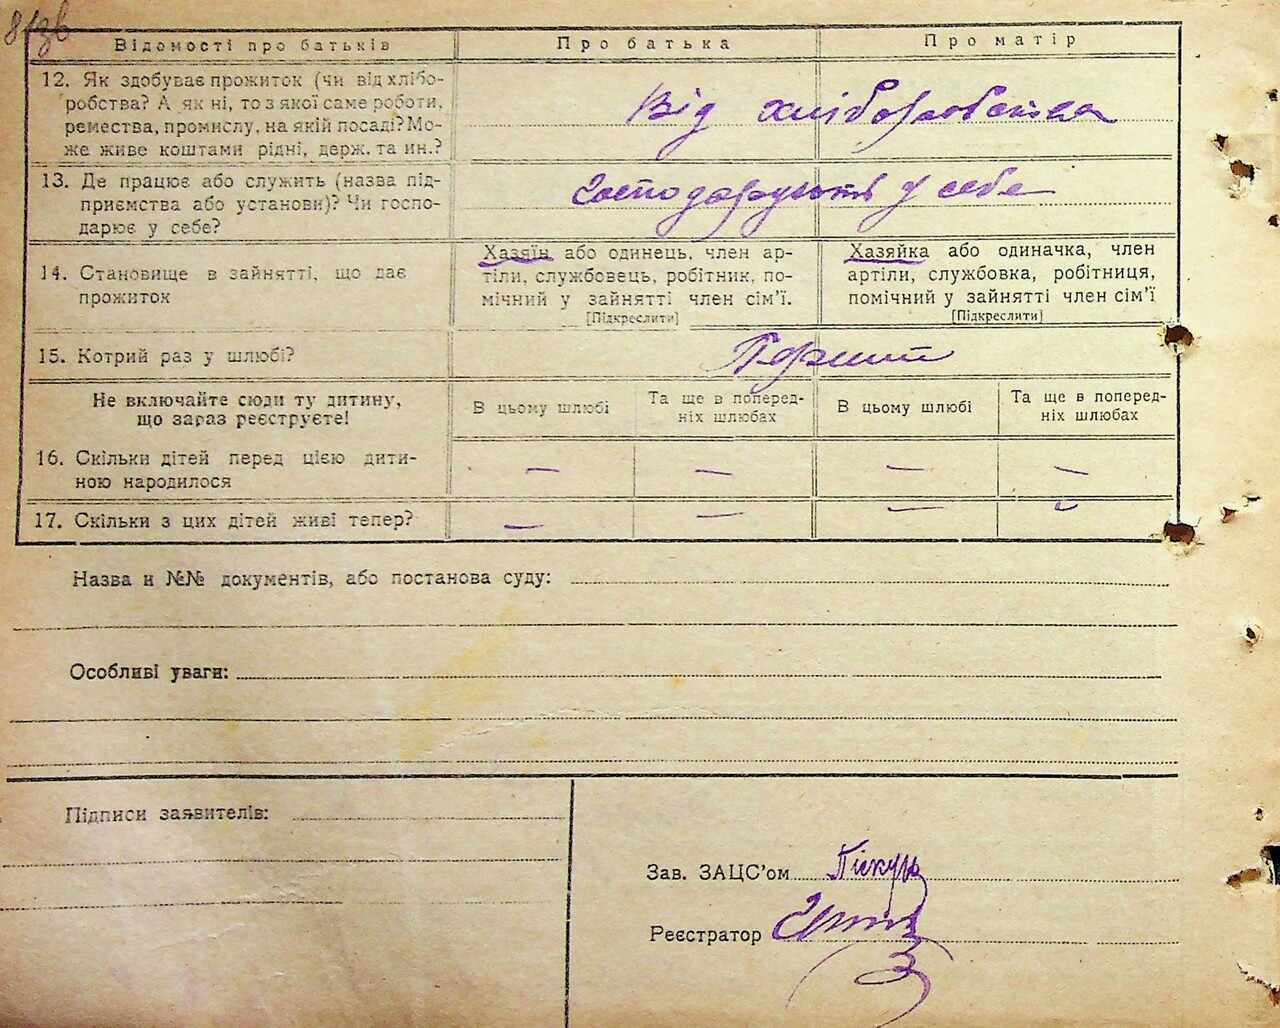 81зв
Відомості про батьків Про батька Про матір
12. Як здобуває прожиток (чи від хлібо-
робства? А як ні, то з якої саме роботи,
ремества, промислу, на якій посаді? Мо-
же живе коштами рідні, держ. та ин.?
Від хліборобства
13. Де працює або служить (назва під-
приємства або установи)? Чи госпо-
дарює у себе?
Господарують у себе
14. Становище в зайнятті, що дає
прожиток
Хазяїн або одинець, член ар-
тіли, службовець, робітник, по-
мічний у зайнятті член сім'ї.
[Підкреслити]
Хазяйка або одиначка, член
артіли, службовка, робітниця,
помічний у зайнятті член сім'ї
[Підкреслити]
15. Котрий раз у шлюбі?
Перший
Не включайте сюди ту дитину,
що зараз реєструєте!
В цьому шлюбі
Та ще в поперед-
ніх шлюбах
В цьому шлюбі
Та ще в поперед-
ніх шлюбах
16. Скільки дітей перед цією дити-
ною народилося
— — — —
17. Скільки з цих дітей живі тепер?
— — — —
Назва и №№ документів, або постанова суду:
Особливі уваги:
Підписи заявителів:
Зав. ЗАЦС'ом
Реєстратор